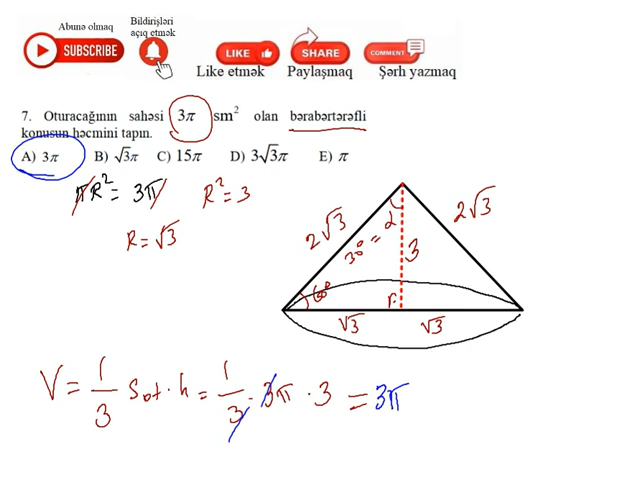 Abunə olmaq
Bildirişləri
açıq etmək
SUBSCRIBE
LIKE
SHARE
COMMENT
Like etmək
Paylaşmaq
Şərh yazmaq
7. Oturacağının sahəsi 3π sm² olan bərabərtərəfli
konusun həcmini tapın.
A) 3π B) √3π C) 15π D) 3√3π E) π
πR² = 3π R² = 3
R = √3
2√3
2√3
30° = α
3
60°
√3
√3
V = 1/3 Sot · h = 1/3 · 3π · 3 = 3π